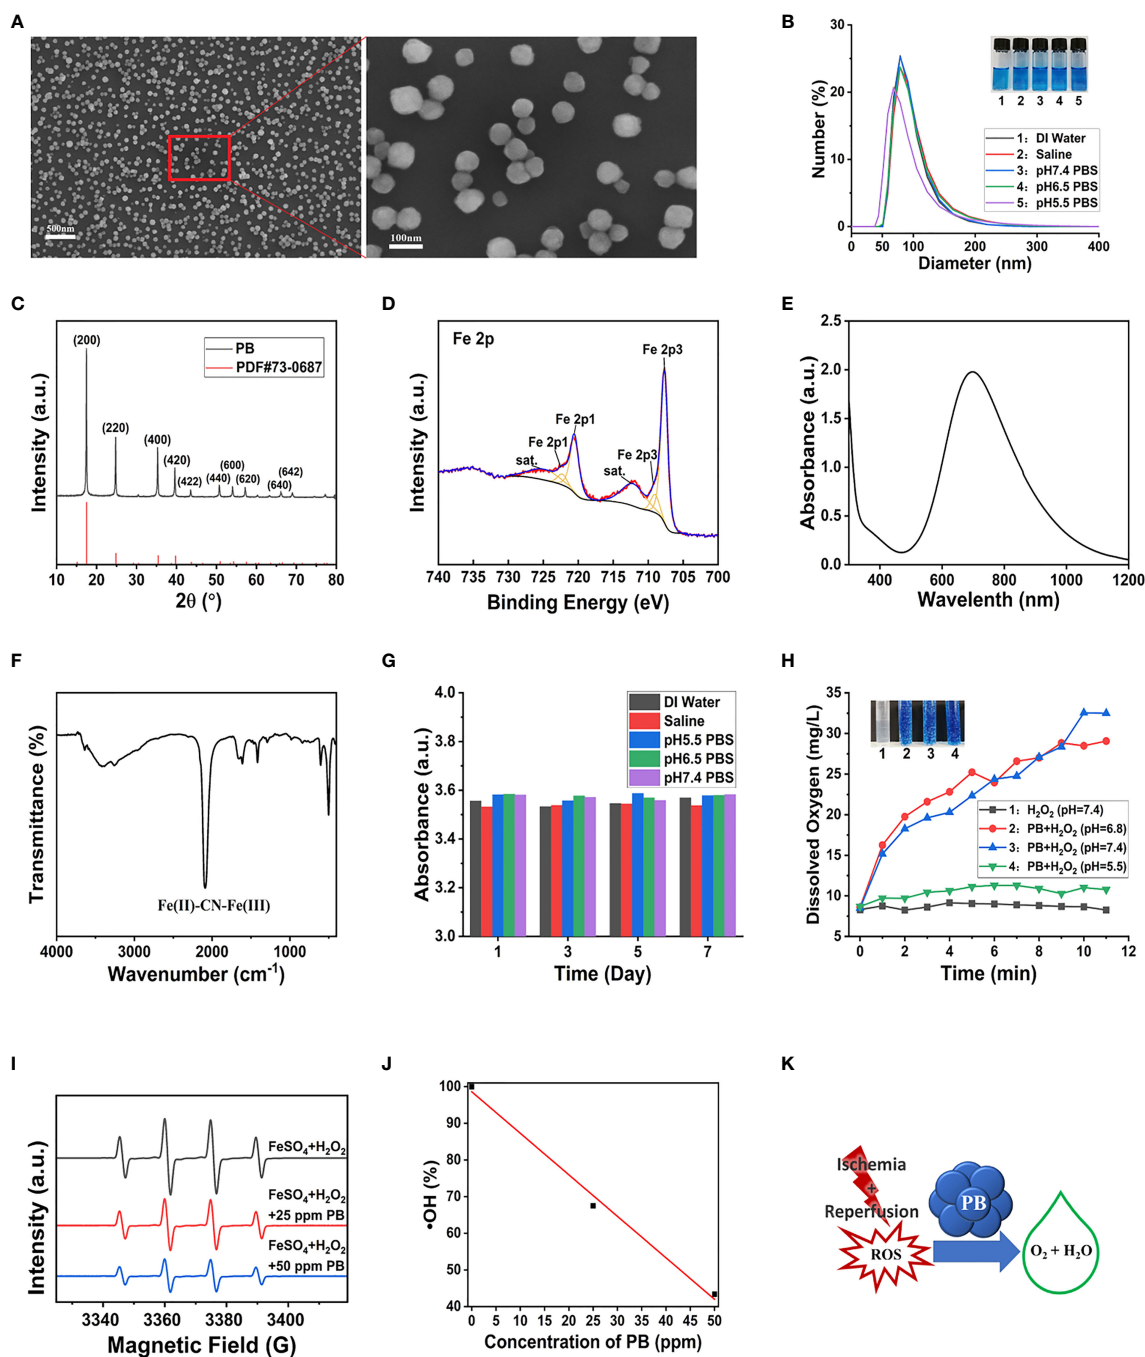 A
500nm
100nm
B
Number (%)
30
20
10
0
0 50 100 200 300 400
Diameter (nm)
1 2 3 4 5
1: DI Water
2: Saline
3: pH7.4 PBS
4: pH6.5 PBS
5: pH5.5 PBS
C
Intensity (a.u.)
(200)
(220)
(400)
(420)
(422)
(440)
(600)
(620)
(640)
(642)
PB
PDF#73-0687
10 20 30 40 50 60 70 80
2θ (°)
D
Intensity (a.u.)
Fe 2p
Fe 2p3
Fe 2p1
Fe 2p1
sat.
Fe 2p3
sat.
740 735 730 725 720 715 710 705 700
Binding Energy (eV)
E
Absorbance (a.u.)
2.5
2.0
1.5
1.0
0.5
0.0
400 600 800 1000 1200
Wavelenth (nm)
F
Transmittance (%)
Fe(II)-CN-Fe(III)
4000 3000 2000 1000
Wavenumber (cm-1)
G
Absorbance (a.u.)
4.0
3.8
3.6
3.4
3.2
3.0
DI Water
Saline
pH5.5 PBS
pH6.5 PBS
pH7.4 PBS
1 3 5 7
Time (Day)
H
Dissolved Oxygen (mg/L)
35
30
25
20
15
10
5
1 2 3 4
1: H2O2 (pH=7.4)
2: PB+H2O2 (pH=6.8)
3: PB+H2O2 (pH=7.4)
4: PB+H2O2 (pH=5.5)
0 2 4 6 8 10 12
Time (min)
I
Intensity (a.u.)
FeSO4+H2O2
FeSO4+H2O2
+25 ppm PB
FeSO4+H2O2
+50 ppm PB
3340 3360 3380 3400
Magnetic Field (G)
J
•OH (%)
100
90
80
70
60
50
40
0 5 10 15 20 25 30 35 40 45 50
Concentration of PB (ppm)
K
Ischemia
+
Reperfusion
ROS
PB
O2 + H2O